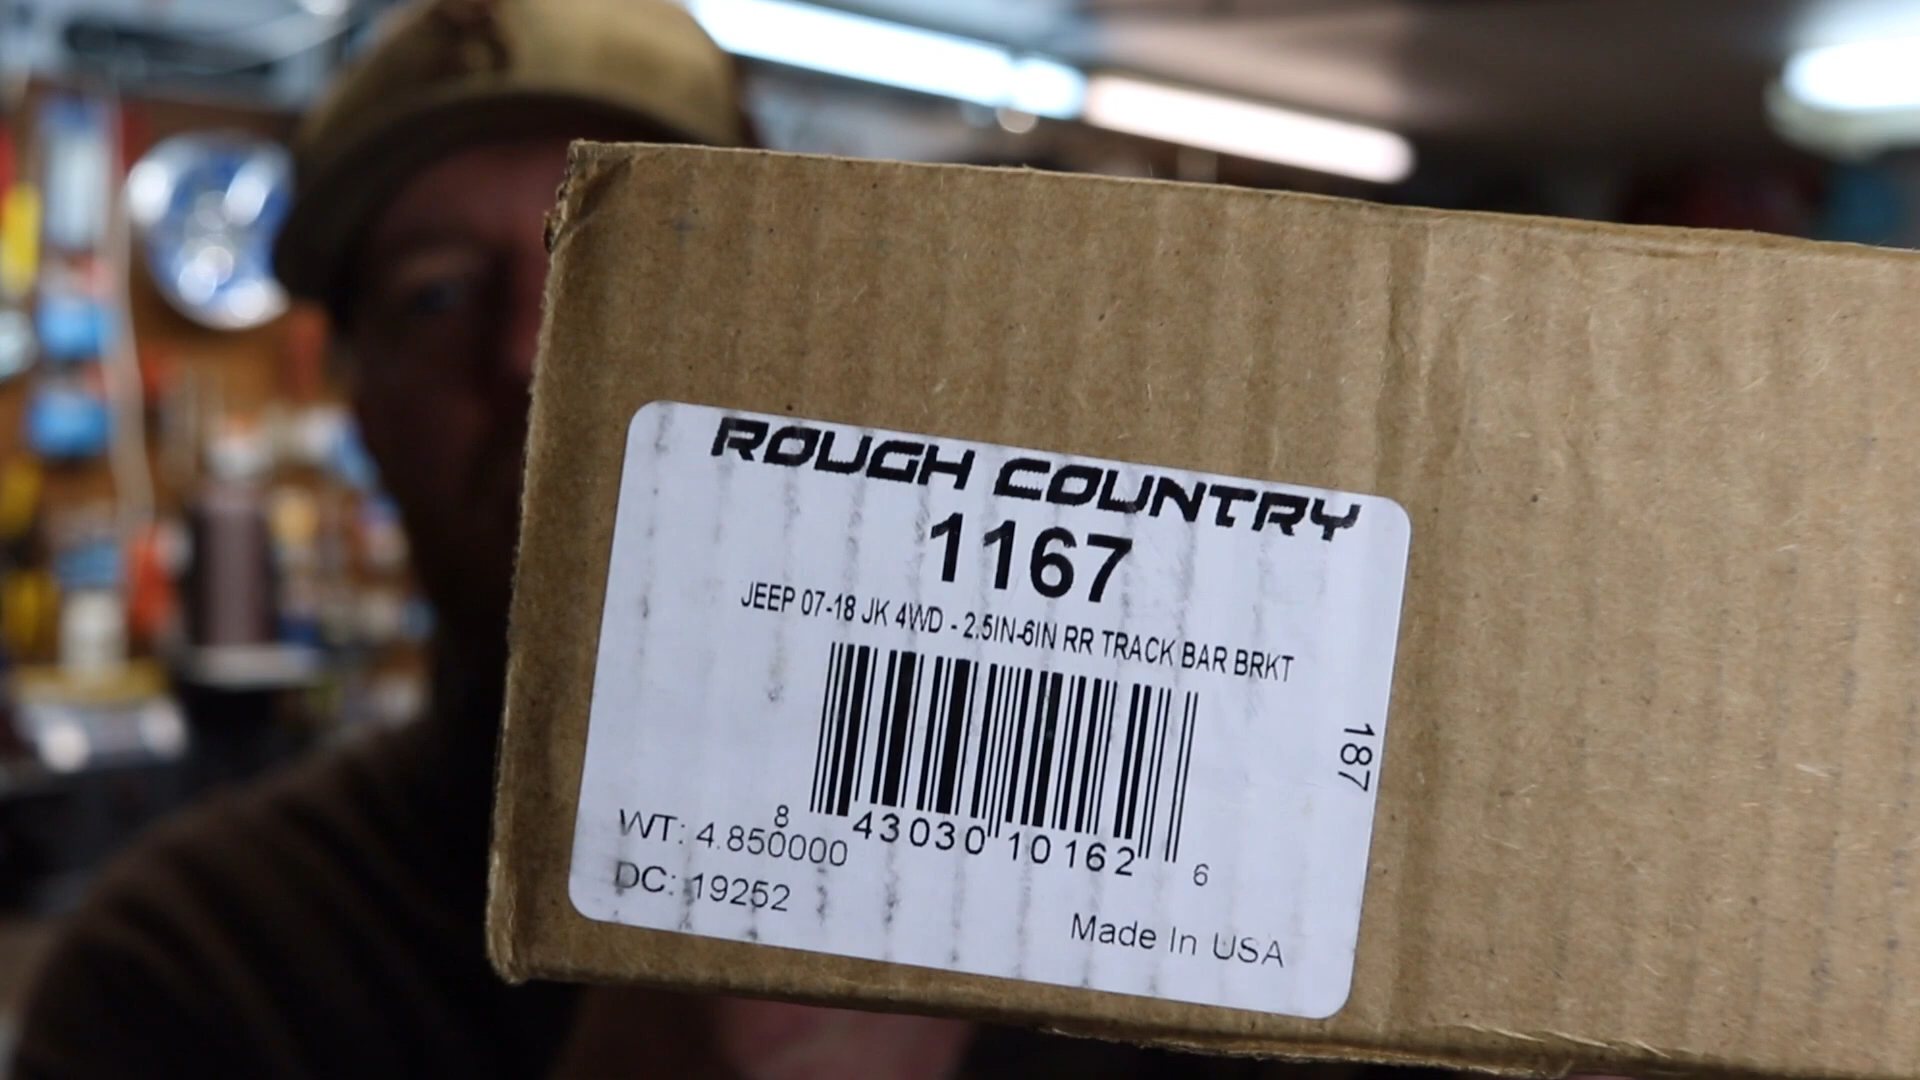 ROUGH COUNTRY
1167
JEEP 07-18 JK 4WD - 2.5IN-6IN RR TRACK BAR BRKT
187
8 43030 10162 6
WT: 4.850000
DC: 19252
Made In USA